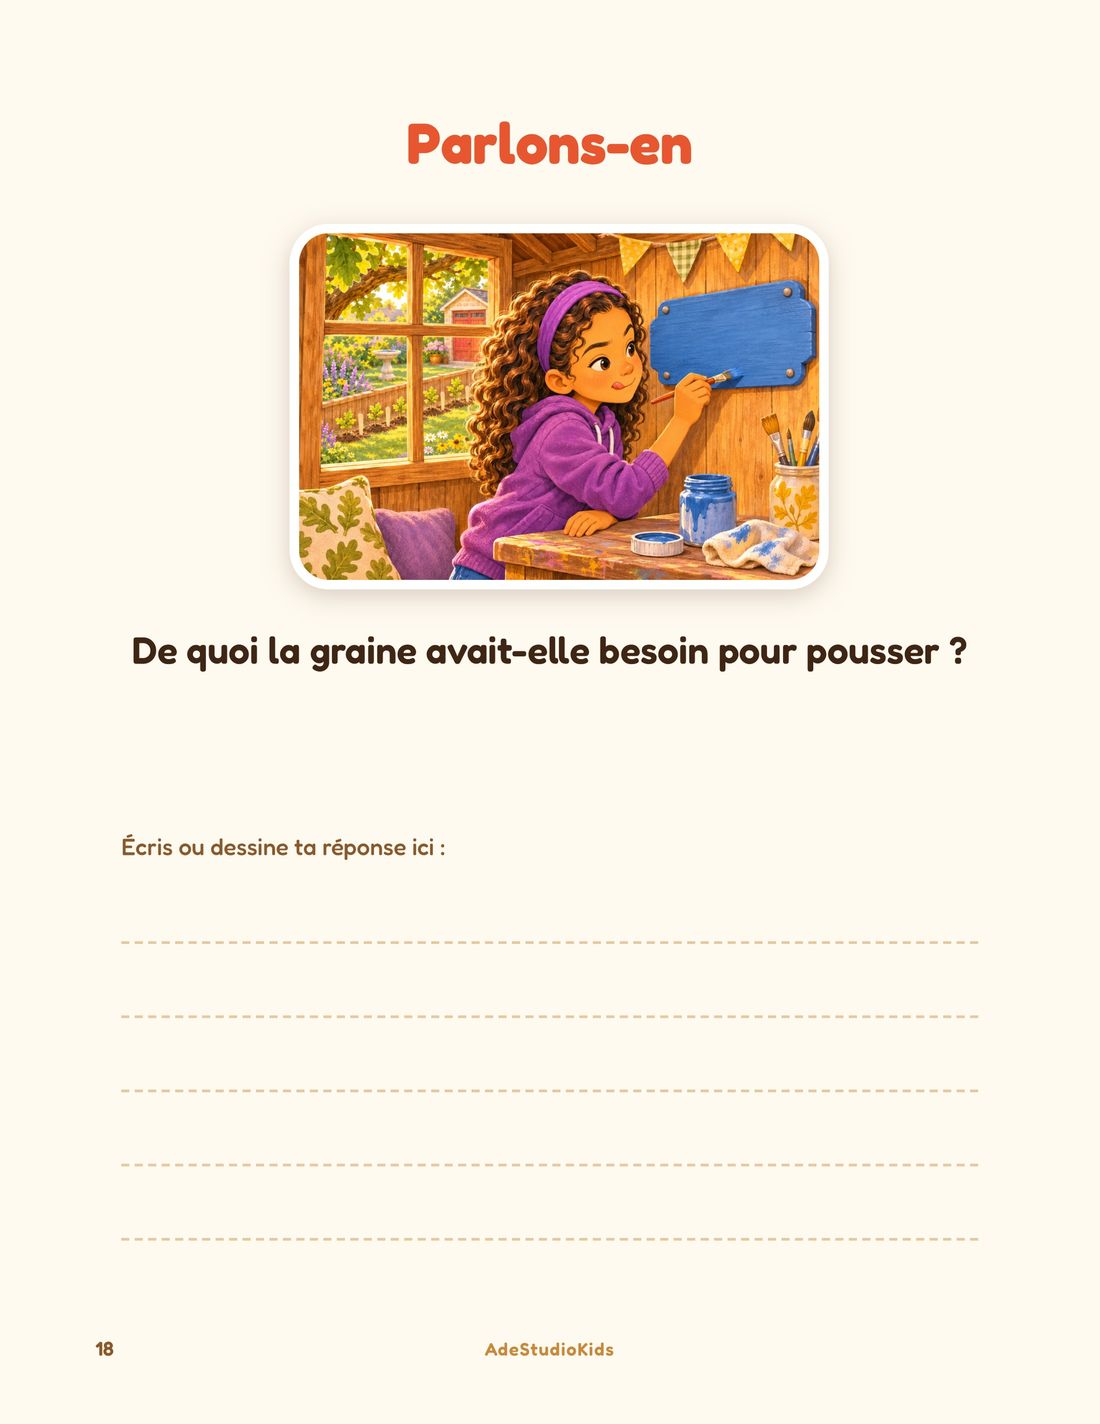 Parlons-en
De quoi la graine avait-elle besoin pour pousser ?
Écris ou dessine ta réponse ici :
18
AdeStudioKids